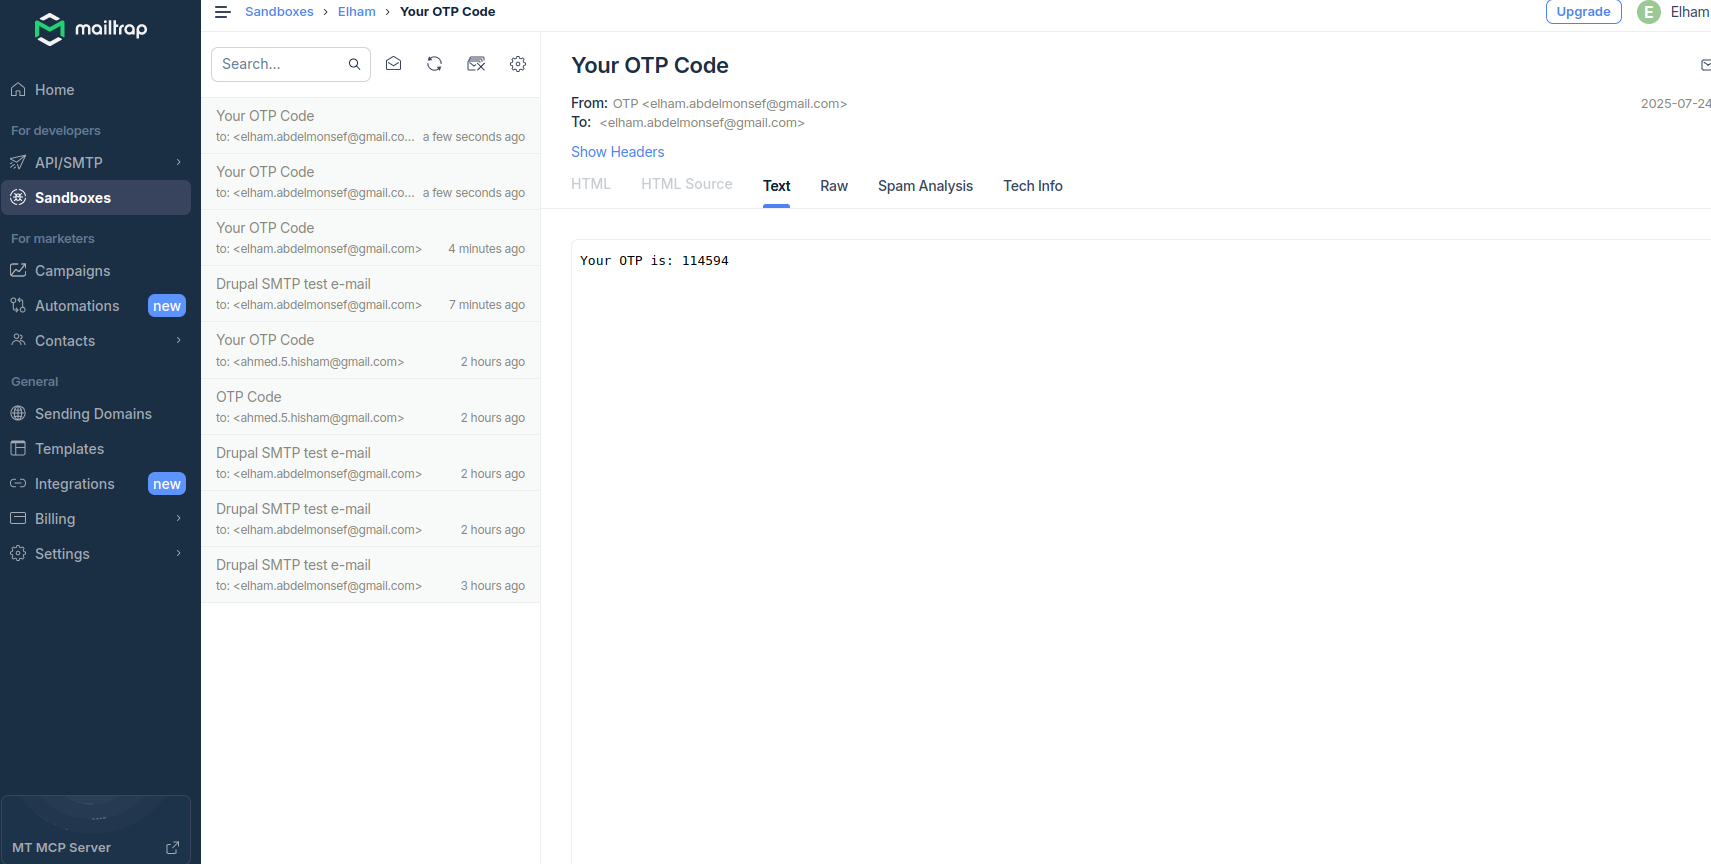 mailtrap
Home
For developers
API/SMTP
Sandboxes
For marketers
Campaigns
Automations new
Contacts
General
Sending Domains
Templates
Integrations new
Billing
Settings
MT MCP Server
Sandboxes › Elham › Your OTP Code
Upgrade E Elham
Search...
Your OTP Code
to: <elham.abdelmonsef@gmail.co... a few seconds ago
Your OTP Code
to: <elham.abdelmonsef@gmail.co... a few seconds ago
Your OTP Code
to: <elham.abdelmonsef@gmail.com> 4 minutes ago
Drupal SMTP test e-mail
to: <elham.abdelmonsef@gmail.com> 7 minutes ago
Your OTP Code
to: <ahmed.5.hisham@gmail.com> 2 hours ago
OTP Code
to: <ahmed.5.hisham@gmail.com> 2 hours ago
Drupal SMTP test e-mail
to: <elham.abdelmonsef@gmail.com> 2 hours ago
Drupal SMTP test e-mail
to: <elham.abdelmonsef@gmail.com> 2 hours ago
Drupal SMTP test e-mail
to: <elham.abdelmonsef@gmail.com> 3 hours ago
Your OTP Code
From: OTP <elham.abdelmonsef@gmail.com> 2025-07-24
To: <elham.abdelmonsef@gmail.com>
Show Headers
HTML HTML Source Text Raw Spam Analysis Tech Info
Your OTP is: 114594